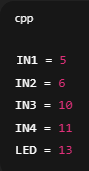 cpp
IN1 = 5
IN2 = 6
IN3 = 10
IN4 = 11
LED = 13